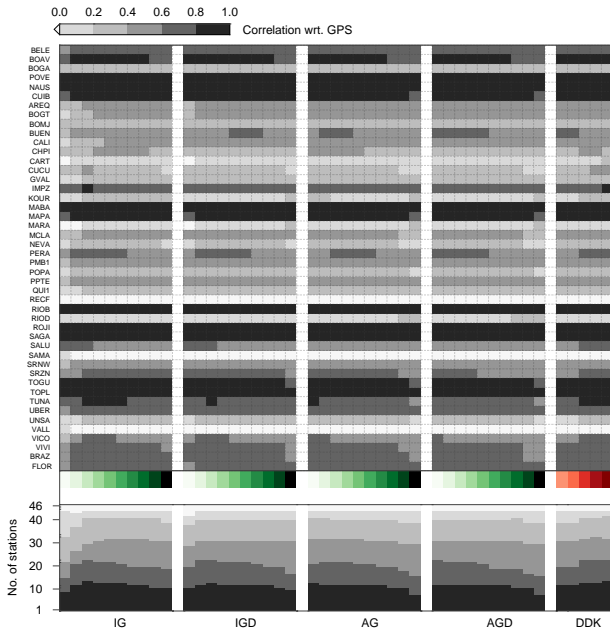 0.0 0.2 0.4 0.6 0.8 1.0
Correlation wrt. GPS
BELE
BOAV
BOGA
POVE
NAUS
CUIB
AREQ
BOGT
BOMJ
BUEN
CALI
CHPI
CART
CUCU
GVAL
IMPZ
KOUR
MABA
MAPA
MARA
MCLA
NEVA
PERA
PMB1
POPA
PPTE
QUI1
RECF
RIOB
RIOD
ROJI
SAGA
SALU
SAMA
SRNW
SRZN
TOGU
TOPL
TUNA
UBER
UNSA
VALL
VICO
VIVI
BRAZ
FLOR
No. of stations
46
40
30
20
10
1
IG IGD AG AGD DDK